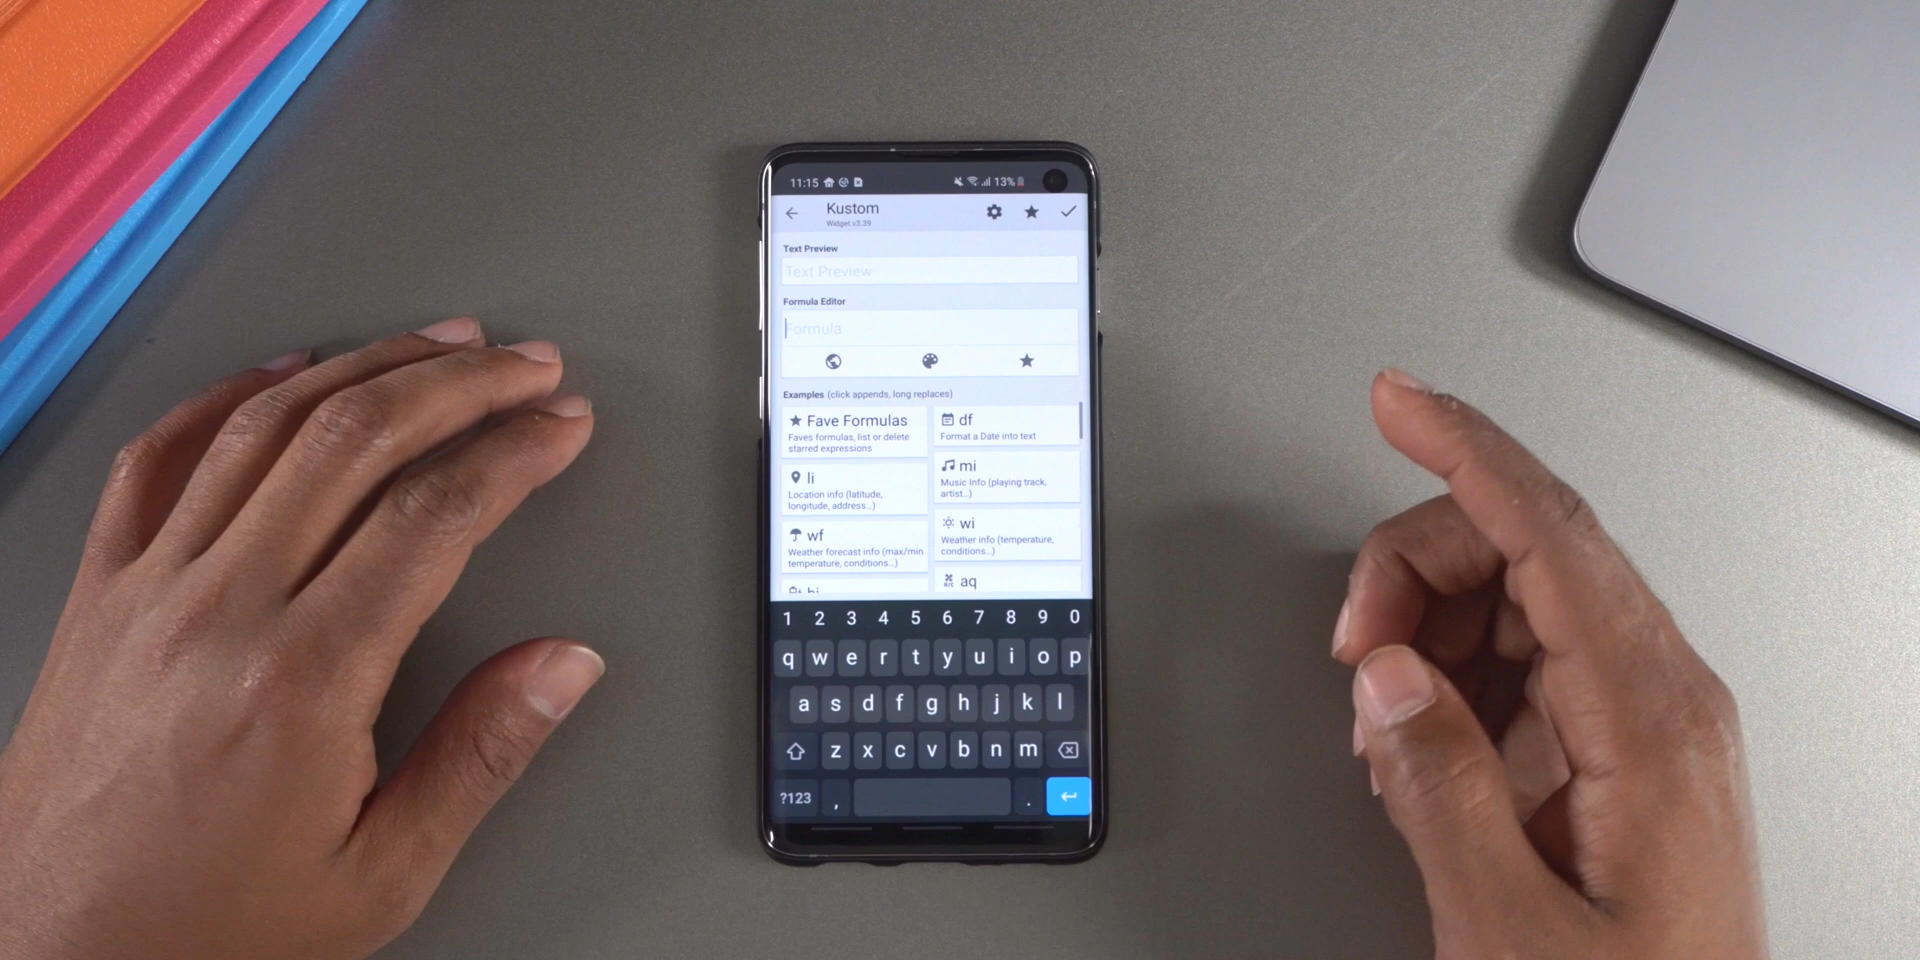 11:15
13%
Kustom
Widget v3.39
Text Preview
Text Preview
Formula Editor
Formula
Examples (click appends, long replaces)
Fave Formulas
Faves formulas, list or delete
starred expressions
df
Format a Date into text
li
Location info (latitude,
longitude, address...)
mi
Music Info (playing track,
artist...)
wf
Weather forecast info (max/min
temperature, conditions...)
wi
Weather info (temperature,
conditions...)
bi
aq
1 2 3 4 5 6 7 8 9 0
q w e r t y u i o p
a s d f g h j k l
z x c v b n m
?123 , .